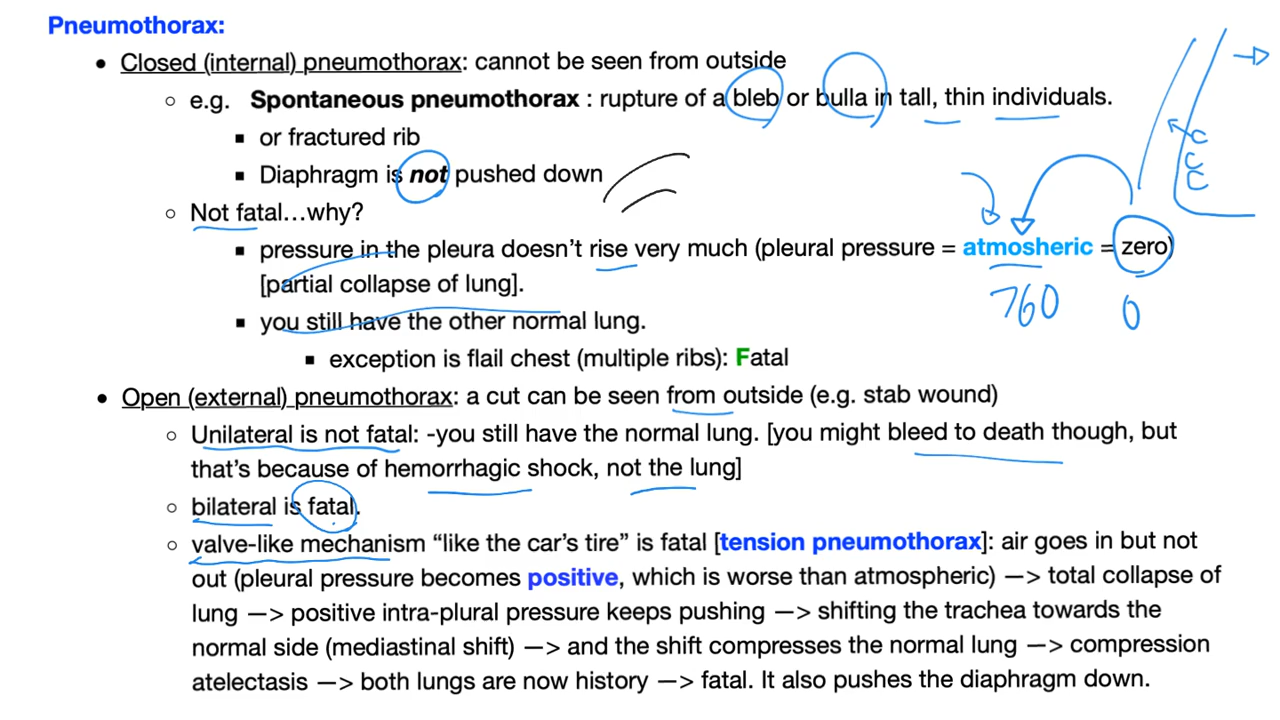 Pneumothorax:
• Closed (internal) pneumothorax: cannot be seen from outside
◦ e.g. Spontaneous pneumothorax : rupture of a bleb or bulla in tall, thin individuals.
▪ or fractured rib
▪ Diaphragm is not pushed down
◦ Not fatal...why?
▪ pressure in the pleura doesn't rise very much (pleural pressure = atmosheric = zero)
[partial collapse of lung].
760 0
▪ you still have the other normal lung.
▪ exception is flail chest (multiple ribs): Fatal
• Open (external) pneumothorax: a cut can be seen from outside (e.g. stab wound)
◦ Unilateral is not fatal: -you still have the normal lung. [you might bleed to death though, but
that's because of hemorrhagic shock, not the lung]
◦ bilateral is fatal.
◦ valve-like mechanism “like the car's tire” is fatal [tension pneumothorax]: air goes in but not
out (pleural pressure becomes positive, which is worse than atmospheric) —> total collapse of
lung —> positive intra-plural pressure keeps pushing —> shifting the trachea towards the
normal side (mediastinal shift) —> and the shift compresses the normal lung —> compression
atelectasis —> both lungs are now history —> fatal. It also pushes the diaphragm down.